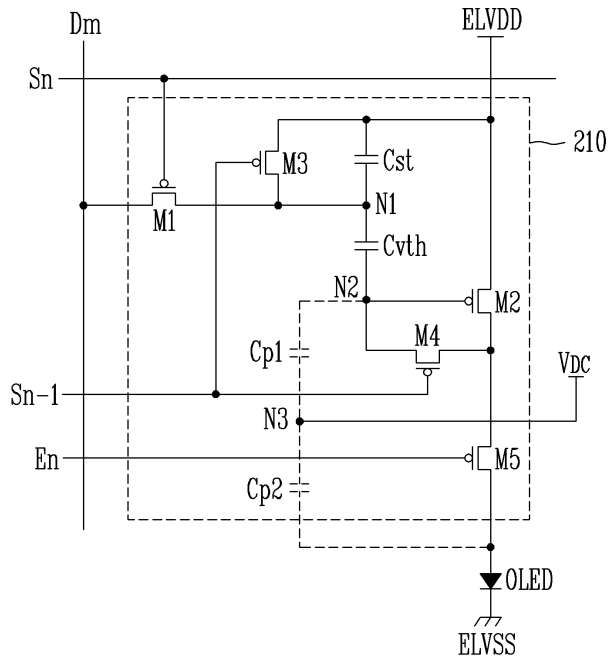 Dm
ELVDD
Sn
210
M3
Cst
M1
N1
Cvth
N2
M2
M4
Cp1
VDC
Sn-1
N3
En
M5
Cp2
OLED
ELVSS